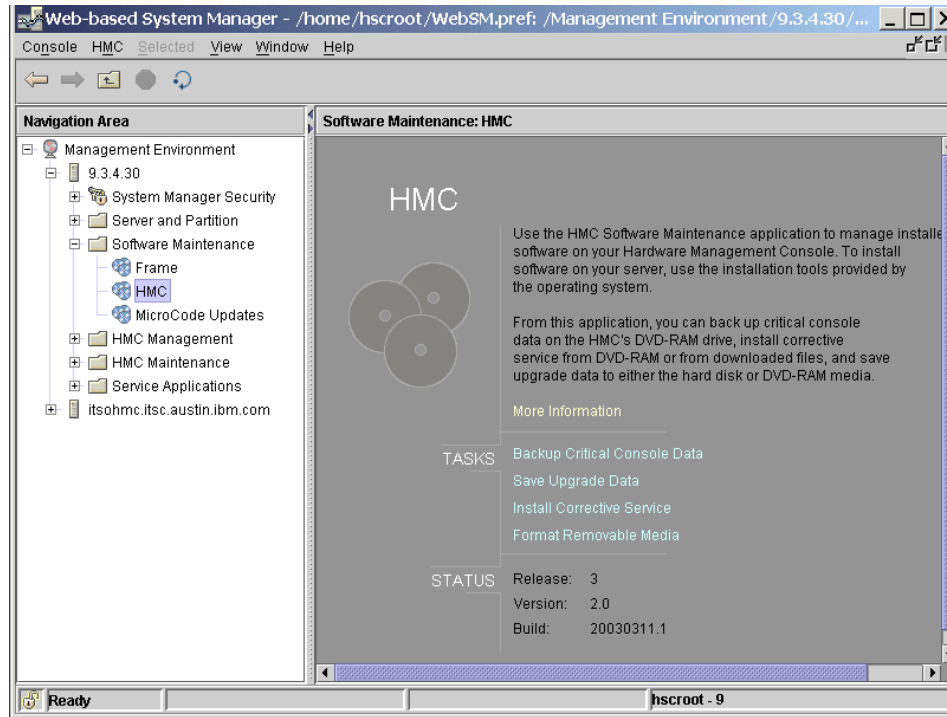 Web-based System Manager - /home/hscroot/WebSM.pref: /Management Environment/9.3.4.30/...
Console HMC Selected View Window Help
Navigation Area
Management Environment
9.3.4.30
System Manager Security
Server and Partition
Software Maintenance
Frame
HMC
MicroCode Updates
HMC Management
HMC Maintenance
Service Applications
itsohmc.itsc.austin.ibm.com
Software Maintenance: HMC
HMC
Use the HMC Software Maintenance application to manage installe
software on your Hardware Management Console. To install
software on your server, use the installation tools provided by
the operating system.
From this application, you can back up critical console
data on the HMC's DVD-RAM drive, install corrective
service from DVD-RAM or from downloaded files, and save
upgrade data to either the hard disk or DVD-RAM media.
More Information
TASKS
Backup Critical Console Data
Save Upgrade Data
Install Corrective Service
Format Removable Media
STATUS
Release: 3
Version: 2.0
Build: 20030311.1
Ready
hscroot - 9